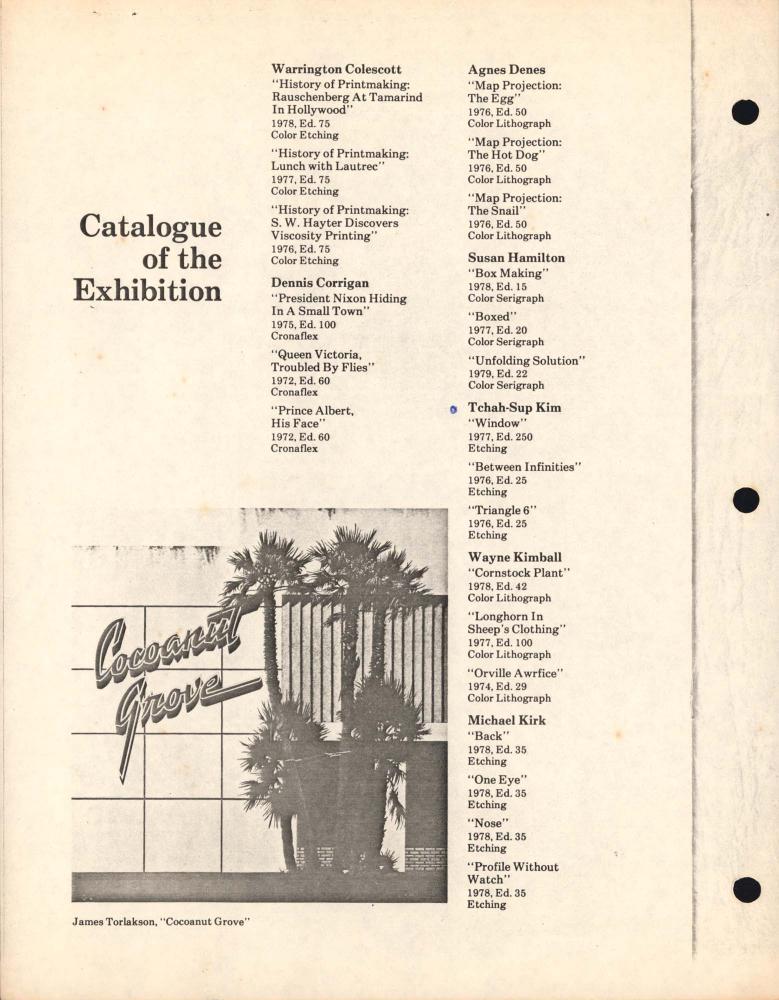 Catalogue
of the
Exhibition
Warrington Colescott
"History of Printmaking:
Rauschenberg At Tamarind
In Hollywood"
1978, Ed. 75
Color Etching
"History of Printmaking:
Lunch with Lautrec"
1977, Ed. 75
Color Etching
"History of Printmaking:
S. W. Hayter Discovers
Viscosity Printing"
1976, Ed. 75
Color Etching
Dennis Corrigan
"President Nixon Hiding
In A Small Town"
1975, Ed. 100
Cronaflex
"Queen Victoria,
Troubled By Flies"
1972, Ed. 60
Cronaflex
"Prince Albert,
His Face"
1972, Ed. 60
Cronaflex
Agnes Denes
"Map Projection:
The Egg"
1976, Ed. 50
Color Lithograph
"Map Projection:
The Hot Dog"
1976, Ed. 50
Color Lithograph
"Map Projection:
The Snail"
1976, Ed. 50
Color Lithograph
Susan Hamilton
"Box Making"
1978, Ed. 15
Color Serigraph
"Boxed"
1977, Ed. 20
Color Serigraph
"Unfolding Solution"
1979, Ed. 22
Color Serigraph
Tchah-Sup Kim
"Window"
1977, Ed. 250
Etching
"Between Infinities"
1976, Ed. 25
Etching
"Triangle 6"
1976, Ed. 25
Etching
Wayne Kimball
"Cornstock Plant"
1978, Ed. 42
Color Lithograph
"Longhorn In
Sheep's Clothing"
1977, Ed. 100
Color Lithograph
"Orville Awrfice"
1974, Ed. 29
Color Lithograph
Michael Kirk
"Back"
1978, Ed. 35
Etching
"One Eye"
1978, Ed. 35
Etching
"Nose"
1978, Ed. 35
Etching
"Profile Without
Watch"
1978, Ed. 35
Etching
Cocoanut
Grove
James Torlakson, "Cocoanut Grove"